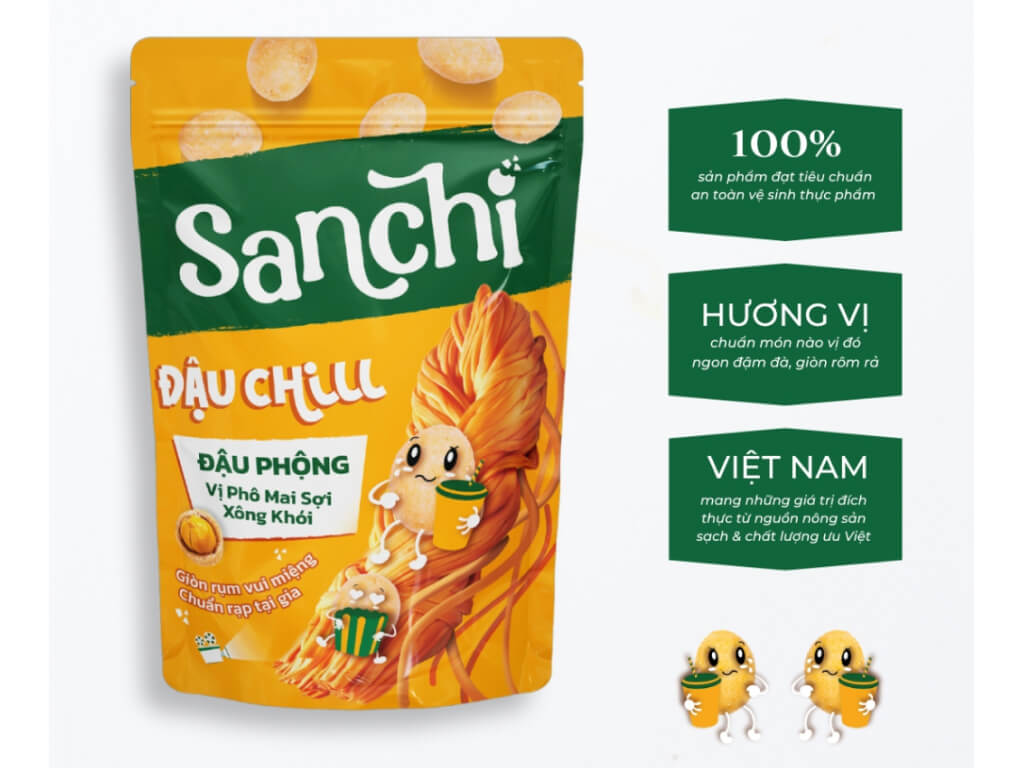 Sanchi
ĐẬU CHILL
ĐẬU PHỘNG
Vị Phô Mai Sợi
Xông Khói
Giòn rụm vui miệng
Chuẩn rạp tại gia
100%
sản phẩm đạt tiêu chuẩn
an toàn vệ sinh thực phẩm
HƯƠNG VỊ
chuẩn món nào vị đó
ngon đậm đà, giòn rôm rả
VIỆT NAM
mang những giá trị đích
thực từ nguồn nông sản
sạch & chất lượng ưu Việt